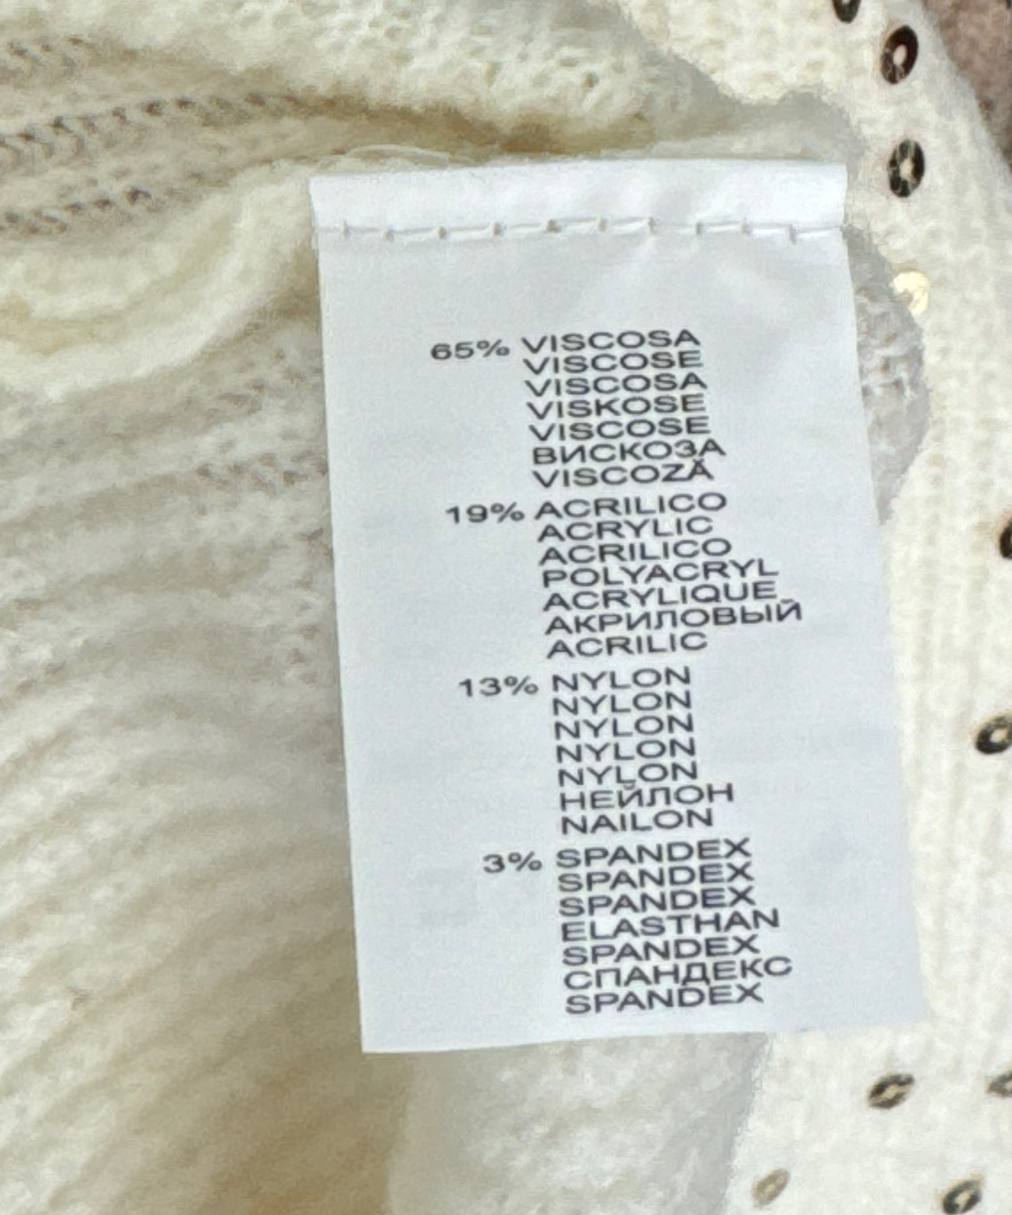 65% VISCOSA
VISCOSE
VISCOSA
VISKOSE
VISCOSE
ВИСКОЗА
VISCOZĂ
19% ACRILICO
ACRYLIC
ACRILICO
POLYACRYL
ACRYLIQUE
АКРИЛОВЫЙ
ACRILIC
13% NYLON
NYLON
NYLON
NYLON
NYLON
НЕЙЛОН
NAILON
3% SPANDEX
SPANDEX
SPANDEX
ELASTHAN
SPANDEX
СПАНДЕКС
SPANDEX